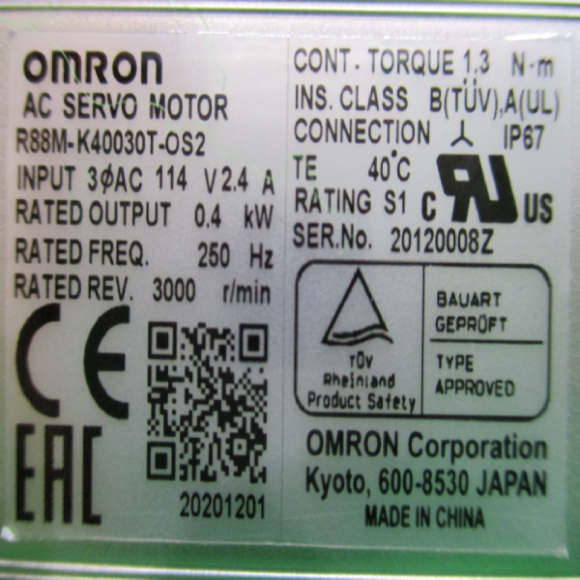 OMRON
AC SERVO MOTOR
R88M-K40030T-OS2
INPUT 3ϕAC 114 V 2.4 A
RATED OUTPUT 0.4 kW
RATED FREQ. 250 Hz
RATED REV. 3000 r/min
CE
EAC
20201201
CONT. TORQUE 1.3 N·m
INS. CLASS B(TÜV),A(UL)
CONNECTION IP67
TE 40°C
RATING S1
C RU US
SER.No. 20120008Z
TÜV
Rheinland
Product Safety
BAUART
GEPRÜFT
TYPE
APPROVED
OMRON Corporation
Kyoto, 600-8530 JAPAN
MADE IN CHINA